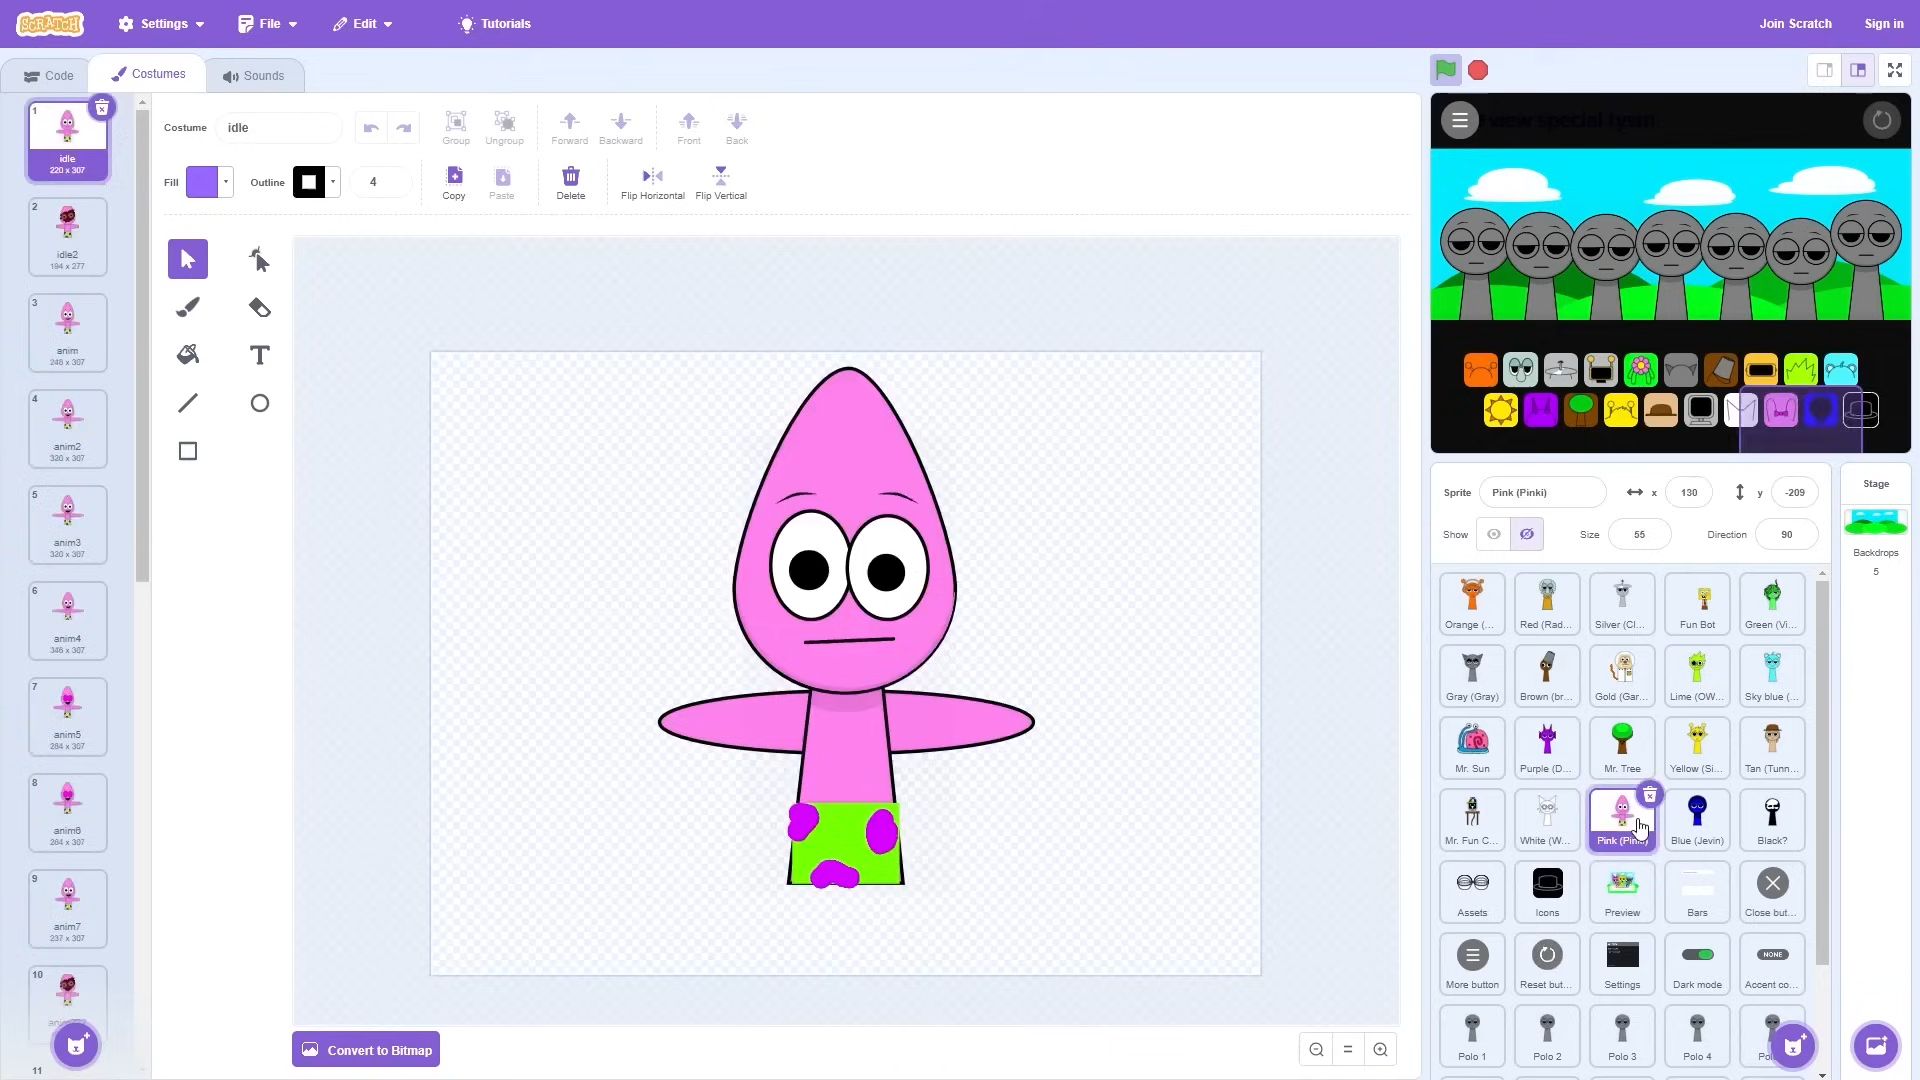 SCRATCH
Settings
File
Edit
Tutorials
Join Scratch
Sign in
Code
Costumes
Sounds
Costume
idle
Group
Ungroup
Forward
Backward
Front
Back
Fill
Outline
4
Copy
Paste
Delete
Flip Horizontal
Flip Vertical
1
idle
220 x 307
2
idle2
194 x 277
3
anim
246 x 307
4
anim2
320 x 307
5
anim3
320 x 307
6
anim4
346 x 307
7
anim5
284 x 307
8
anim6
284 x 307
9
anim7
237 x 307
10
11
Convert to Bitmap
Sprite
Pink (Pinki)
x
130
y
-209
Show
Size
55
Direction
90
Stage
Backdrops
5
Orange (...
Red (Rad...
Silver (Cl...
Fun Bot
Green (Vi...
Gray (Gray)
Brown (br...
Gold (Gar...
Lime (OW...
Sky blue (...
Mr. Sun
Purple (D...
Mr. Tree
Yellow (Si...
Tan (Tunn...
Mr. Fun C...
White (W...
Pink (Pin
Blue (Jevin)
Black?
Assets
Icons
Preview
Bars
Close but...
More button
Reset but...
Settings
Dark mode
NONE
Accent co...
Polo 1
Polo 2
Polo 3
Polo 4